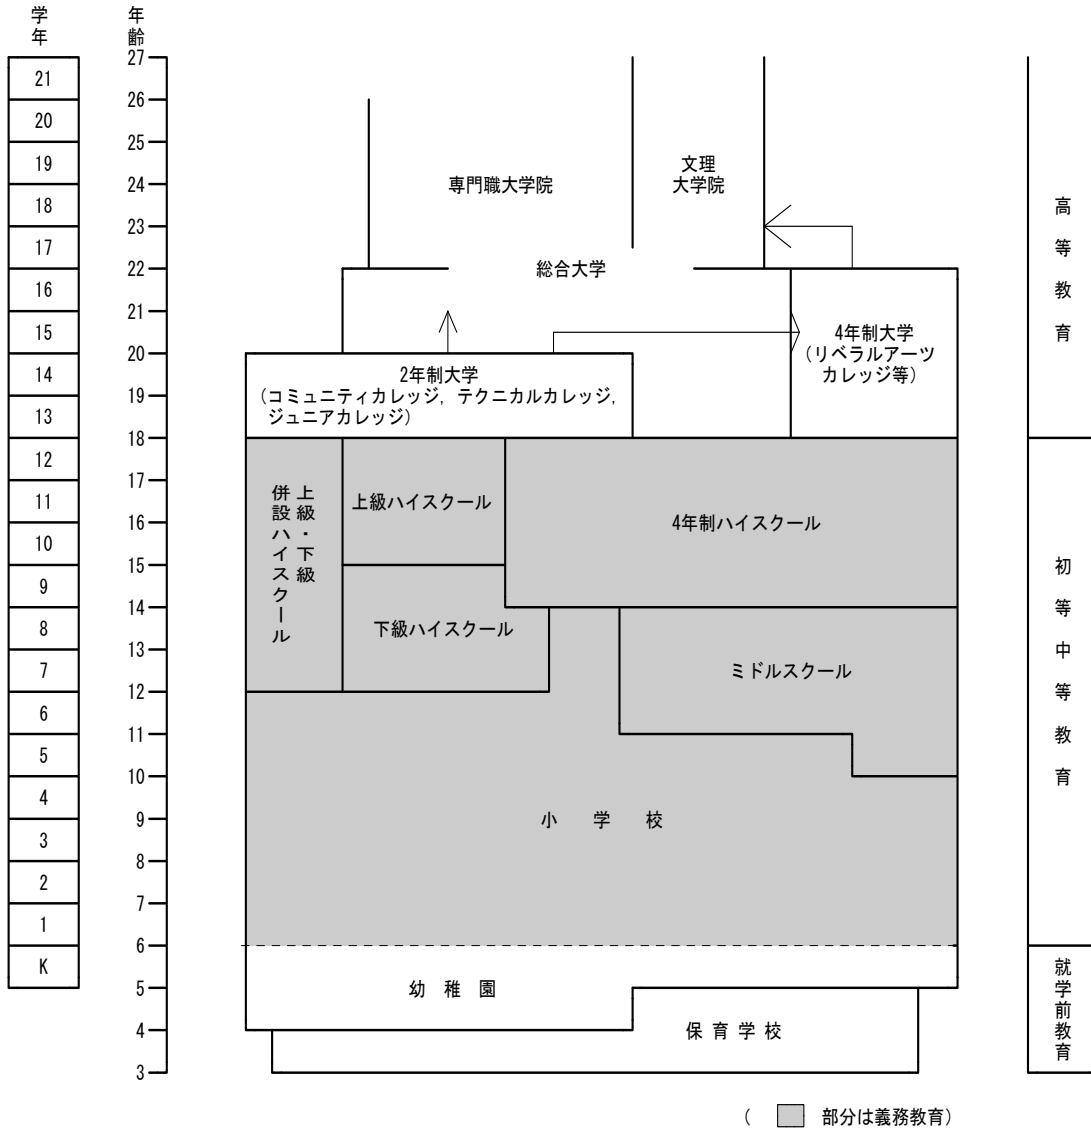 学年
年齢
21
20
19
18
17
16
15
14
13
12
11
10
9
8
7
6
5
4
3
2
1
K
27
26
25
24
23
22
21
20
19
18
17
16
15
14
13
12
11
10
9
8
7
6
5
4
3
専門職大学院
文理
大学院
総合大学
4年制大学
(リベラルアーツ
カレッジ等)
2年制大学
(コミュニティカレッジ, テクニカルカレッジ,
ジュニアカレッジ)
上級・下級
併設ハイスクール
上級ハイスクール
4年制ハイスクール
下級ハイスクール
ミドルスクール
小学校
幼稚園
保育学校
高等教育
初等中等教育
就学前教育
( 部分は義務教育)